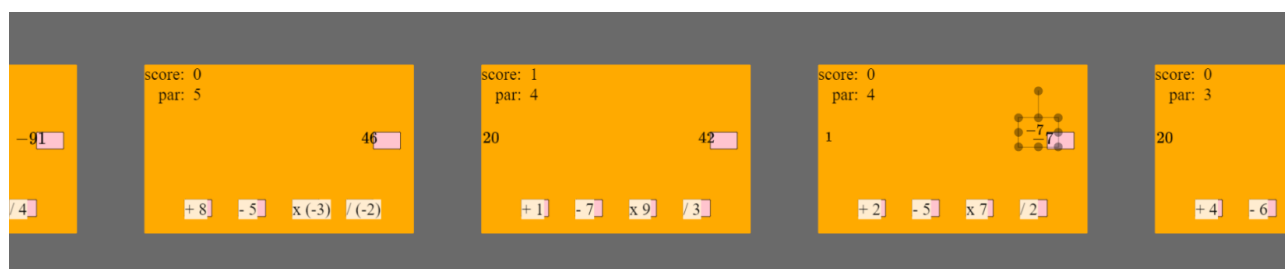 score: 0
par: 5
score: 1
par: 4
score: 0
par: 4
score: 0
par: 3
−91
46
20
42
1
−7
−7
20
/ 4
+ 8
- 5
x (-3)
/ (-2)
+ 1
- 7
x 9
/ 3
+ 2
- 5
x 7
/ 2
+ 4
- 6